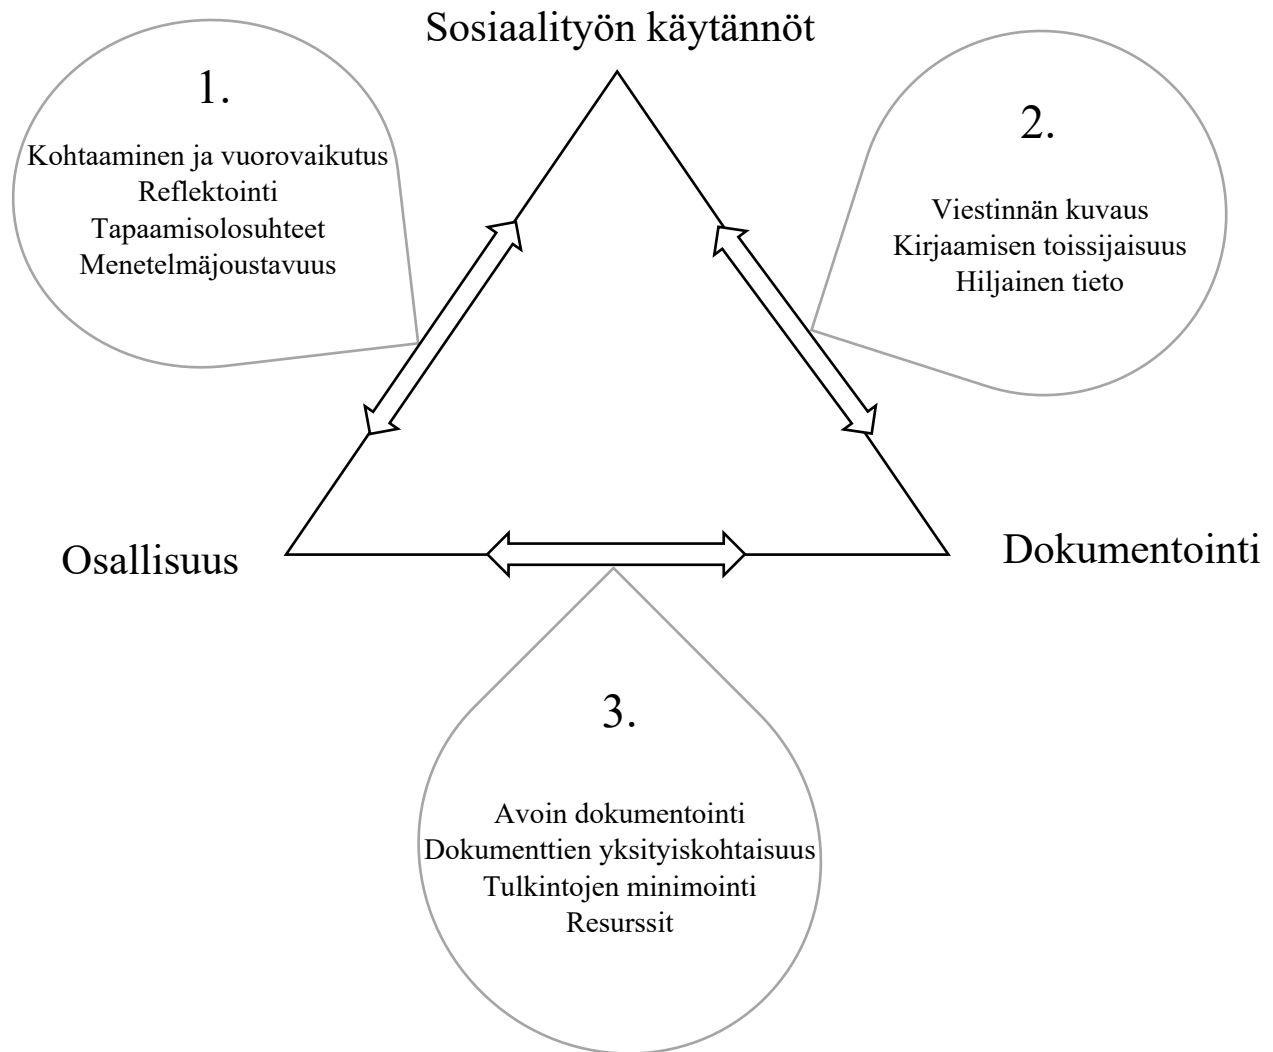 Sosiaalityön käytännöt
1.
Kohtaaminen ja vuorovaikutus
Reflektointi
Tapaamisolosuhteet
Menetelmäjoustavuus
2.
Viestinnän kuvaus
Kirjaamisen toissijaisuus
Hiljainen tieto
Osallisuus
Dokumentointi
3.
Avoin dokumentointi
Dokumenttien yksityiskohtaisuus
Tulkintojen minimointi
Resurssit